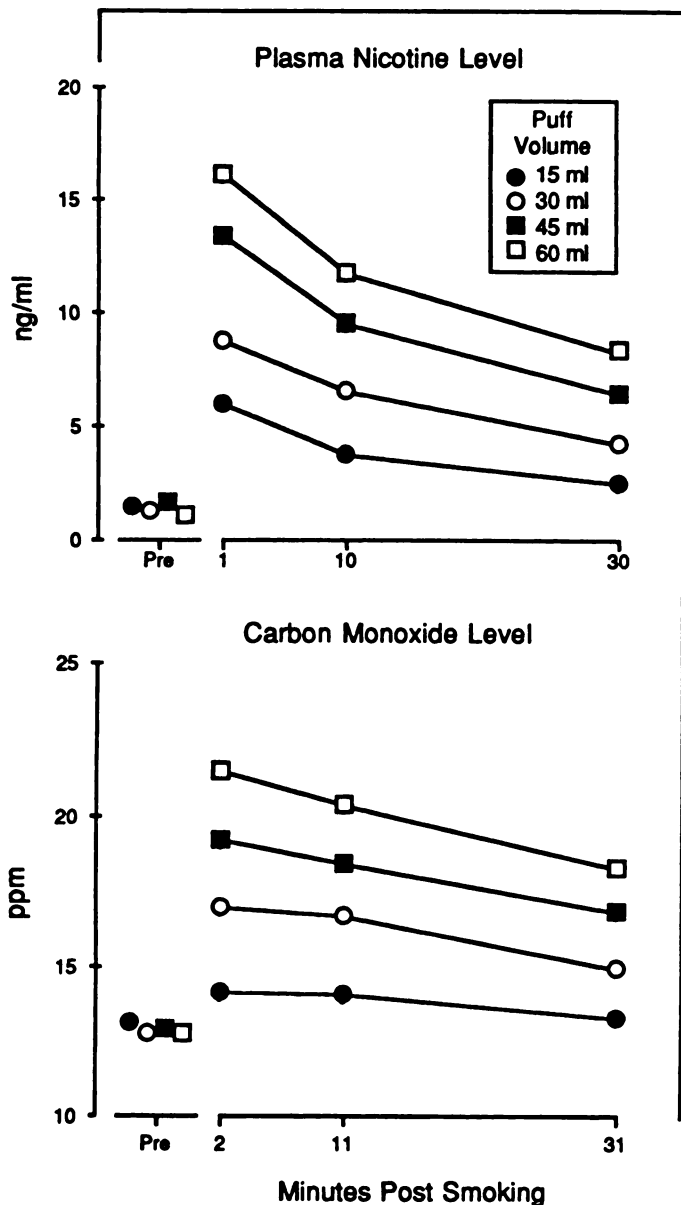 Plasma Nicotine Level
20
15
10
5
0
ng/ml
Puff
Volume
15 ml
30 ml
45 ml
60 ml
Pre
1
10
30
Carbon Monoxide Level
25
20
15
10
ppm
Pre
2
11
31
Minutes Post Smoking